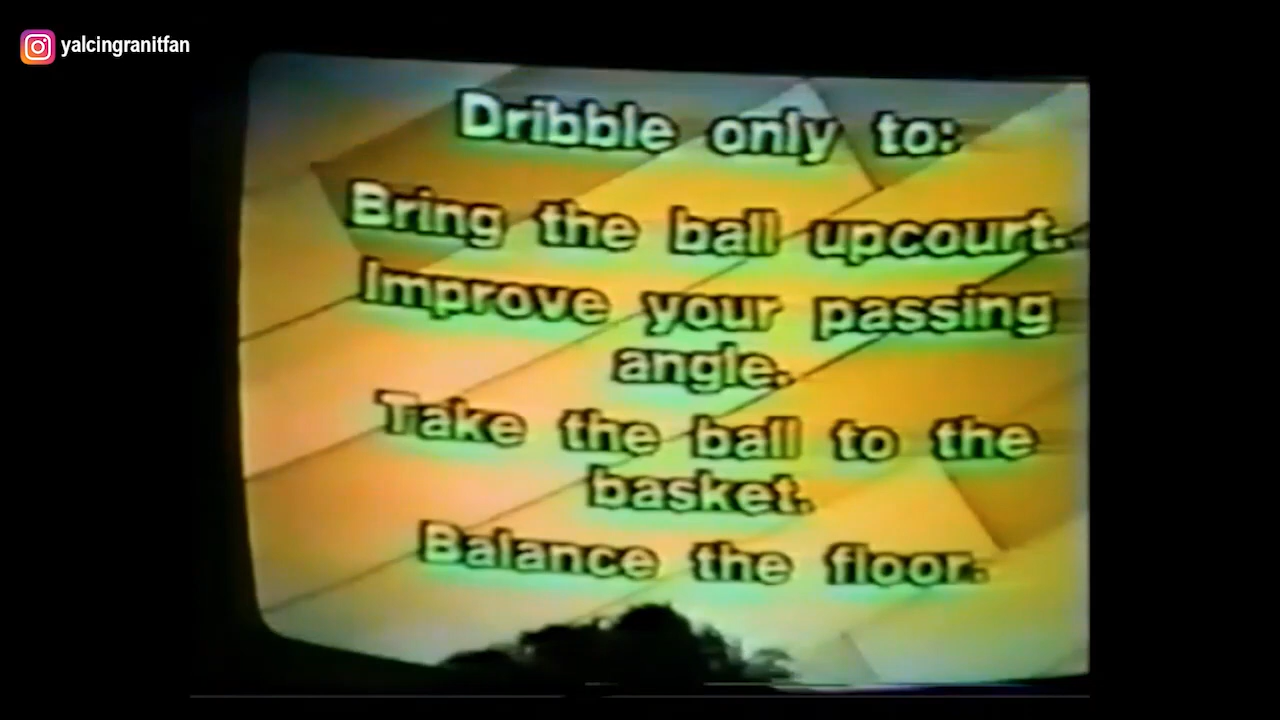 yalcingranitfan
Dribble only to:
Bring the ball upcourt.
Improve your passing
angle.
Take the ball to the
basket.
Balance the floor.